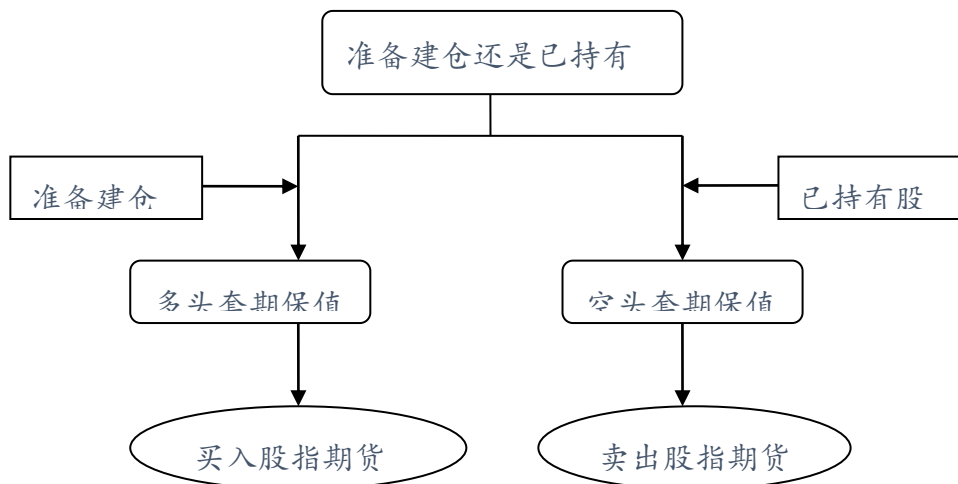 准备建仓还是已持有
准备建仓
已持有股
多头套期保值
空头套期保值
买入股指期货
卖出股指期货